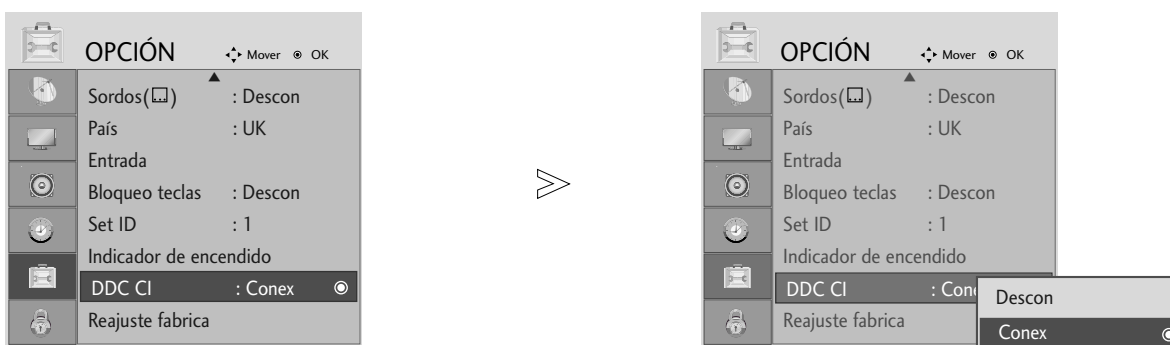 OPCIÓN Mover OK
Sordos( ) : Descon
País : UK
Entrada
Bloqueo teclas : Descon
Set ID : 1
Indicador de encendido
DDC CI : Conex
Reajuste fabrica
OPCIÓN Mover OK
Sordos( ) : Descon
País : UK
Entrada
Bloqueo teclas : Descon
Set ID : 1
Indicador de encendido
DDC CI : Cone
Reajuste fabrica
Descon
Conex